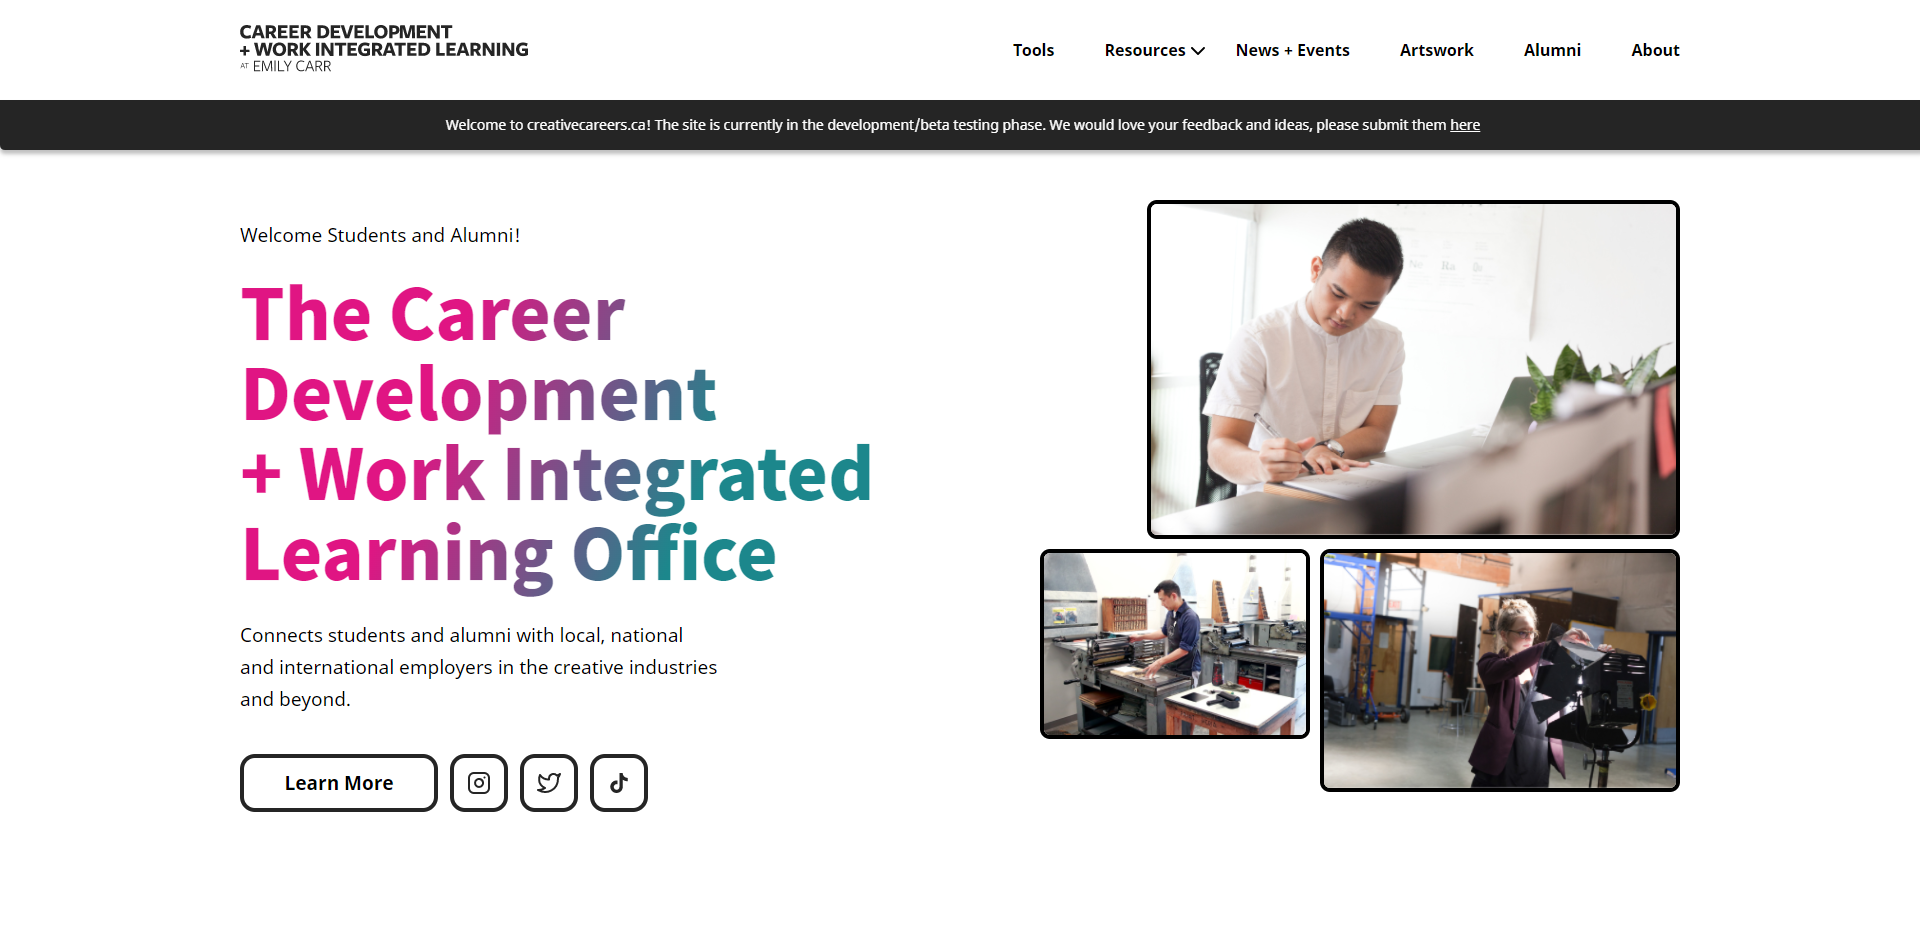 CAREER DEVELOPMENT
+ WORK INTEGRATED LEARNING
AT EMILY CARR
Tools
Resources
News + Events
Artswork
Alumni
About
Welcome to creativecareers.ca! The site is currently in the development/beta testing phase. We would love your feedback and ideas, please submit them here
Welcome Students and Alumni!
The Career
Development
+ Work Integrated
Learning Office
Connects students and alumni with local, national
and international employers in the creative industries
and beyond.
Learn More
Ne Ra